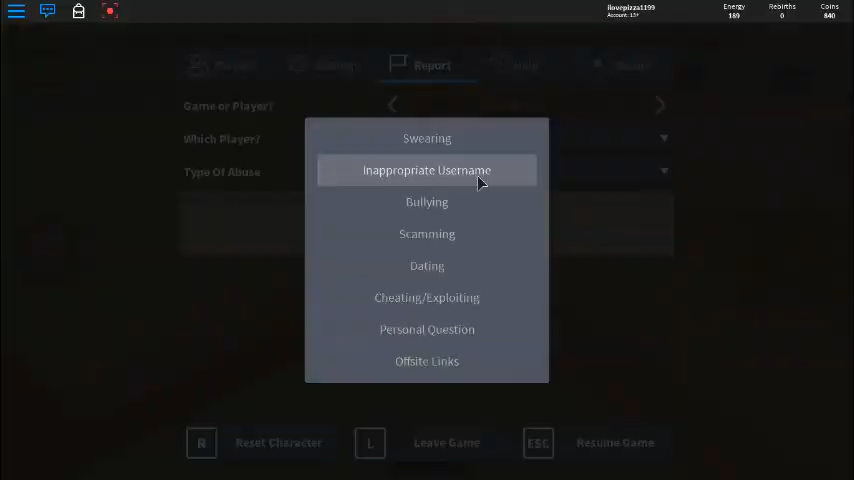 ilovepizza1199
Account: 13+
Energy
189
Rebirths
0
Coins
840
Report
Help
Game or Player?
Which Player?
Type Of Abuse
Swearing
Inappropriate Username
Bullying
Scamming
Dating
Cheating/Exploiting
Personal Question
Offsite Links
R Reset Character
L Leave Game
ESC Resume Game